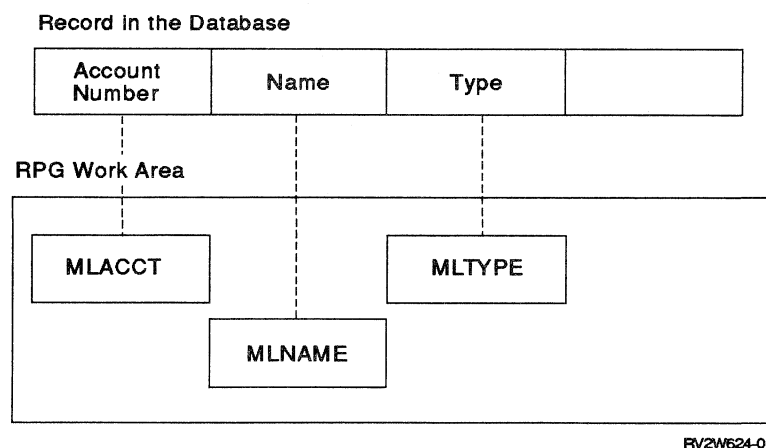 Record in the Database
Account
Number
Name
Type
RPG Work Area
MLACCT
MLTYPE
MLNAME
RV2W624-0